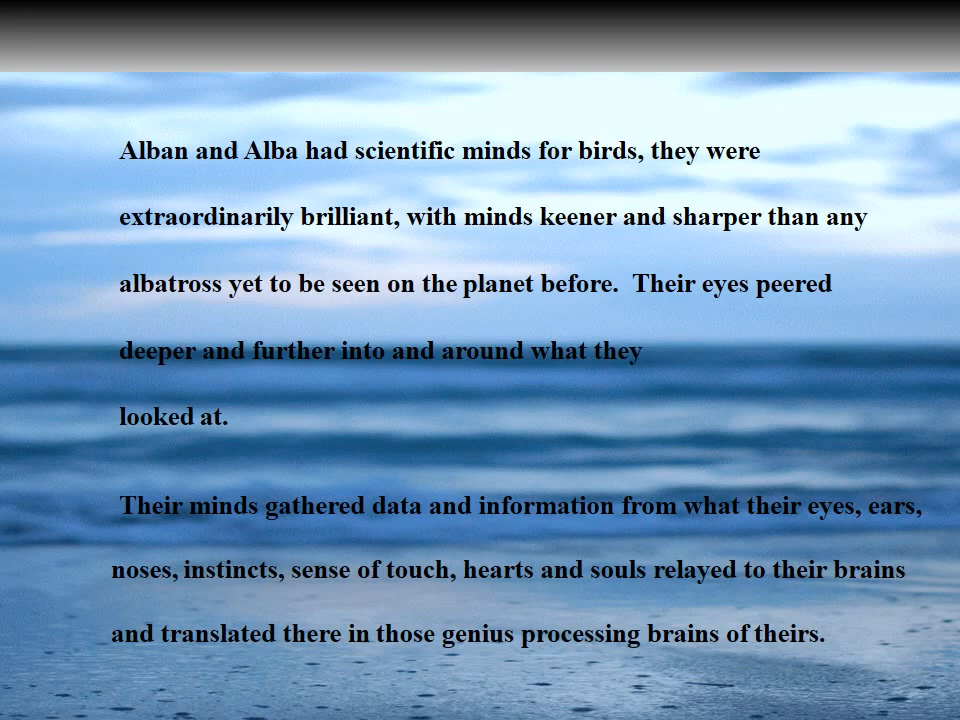 Alban and Alba had scientific minds for birds, they were
extraordinarily brilliant, with minds keener and sharper than any
albatross yet to be seen on the planet before.  Their eyes peered
deeper and further into and around what they
looked at.
Their minds gathered data and information from what their eyes, ears,
noses, instincts, sense of touch, hearts and souls relayed to their brains
and translated there in those genius processing brains of theirs.